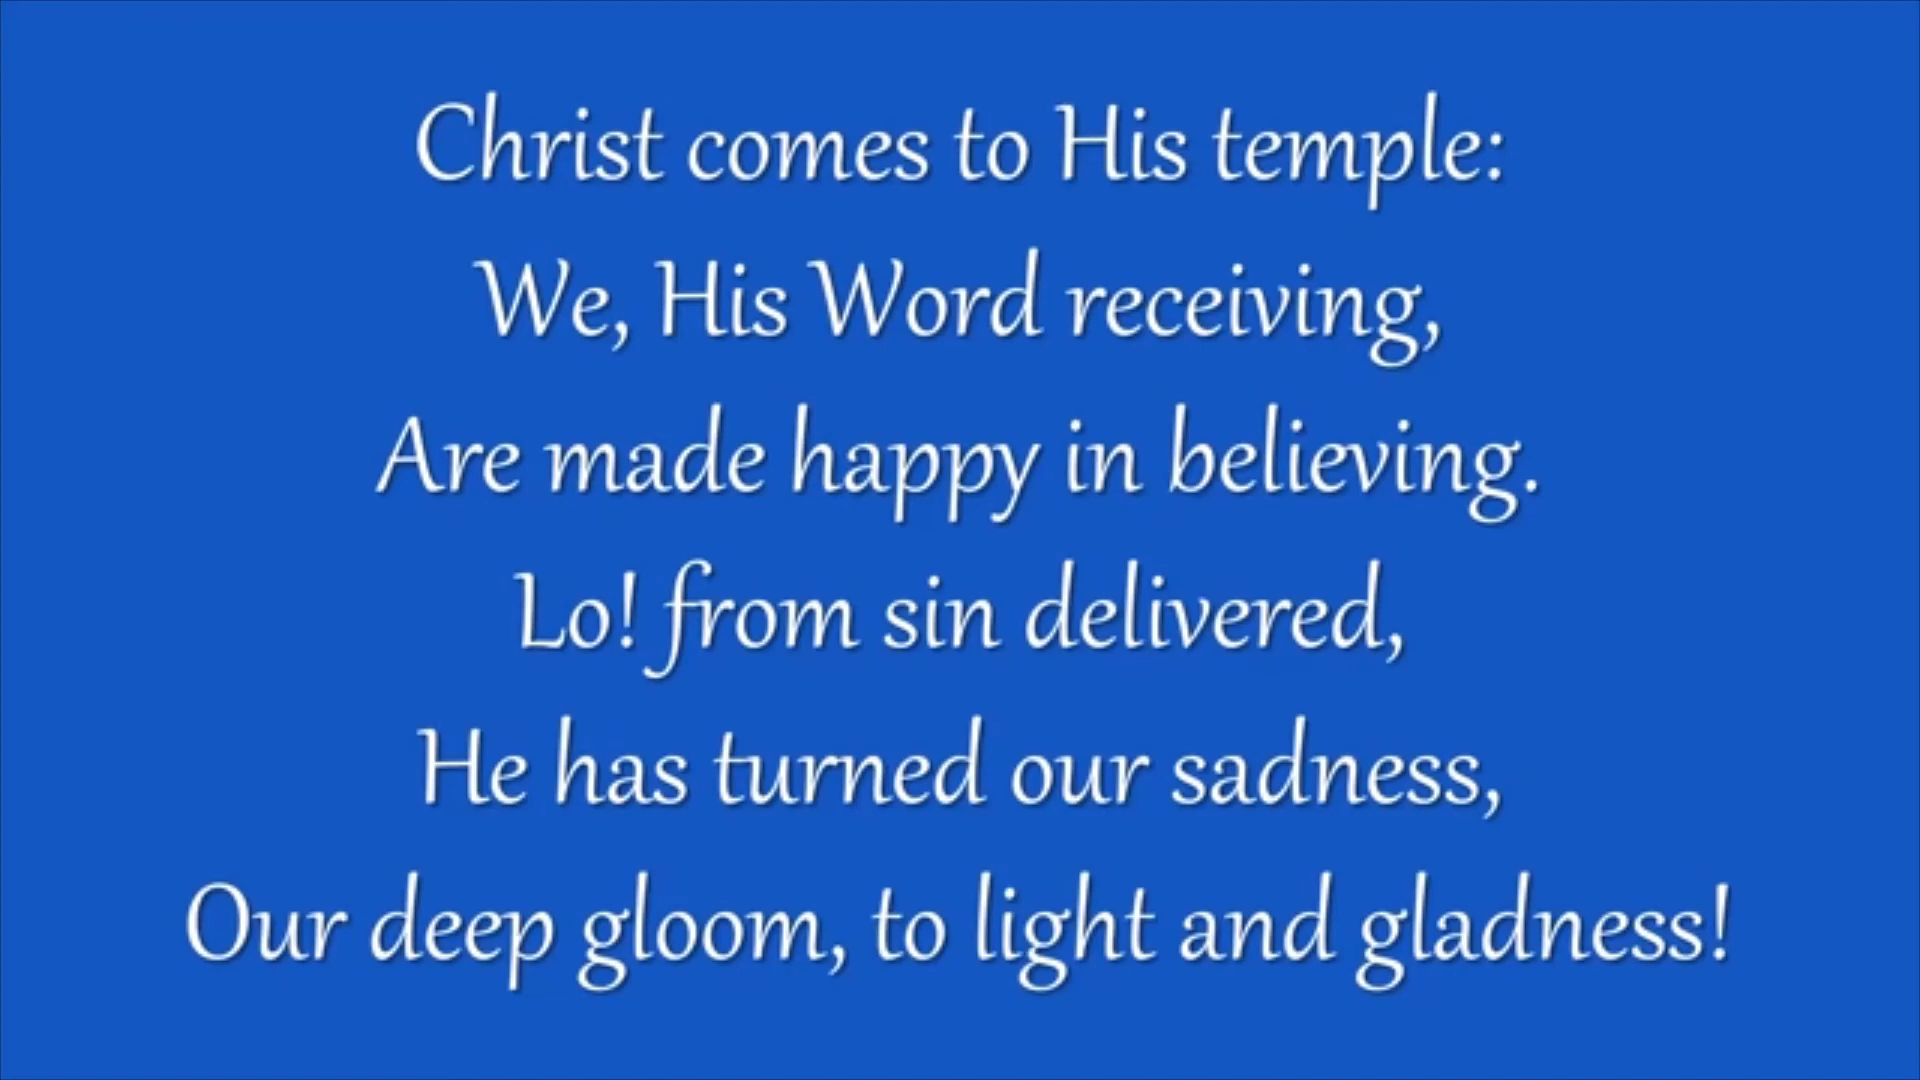 Christ comes to His temple:
We, His Word receiving,
Are made happy in believing.
Lo! from sin delivered,
He has turned our sadness,
Our deep gloom, to light and gladness!